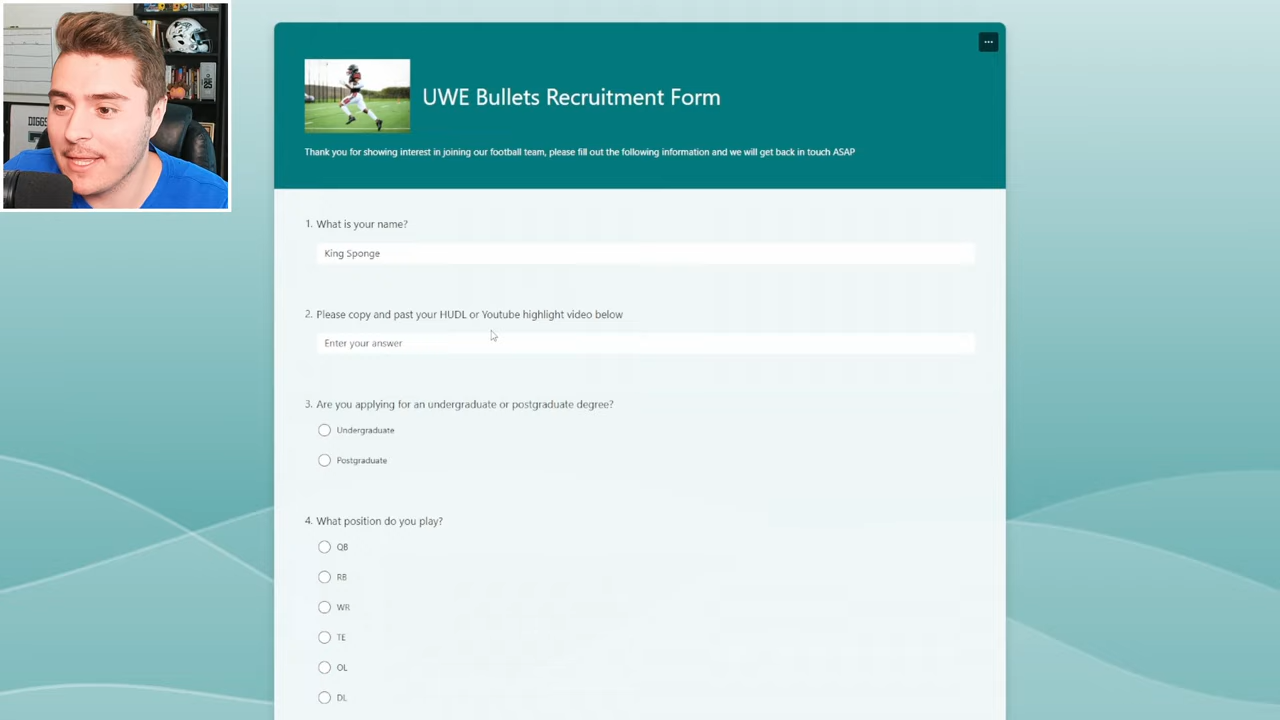 DIGGS
...
UWE Bullets Recruitment Form
Thank you for showing interest in joining our football team, please fill out the following information and we will get back in touch ASAP
1. What is your name?
King Sponge
2. Please copy and past your HUDL or Youtube highlight video below
Enter your answer
3. Are you applying for an undergraduate or postgraduate degree?
Undergraduate
Postgraduate
4. What position do you play?
QB
RB
WR
TE
OL
DL